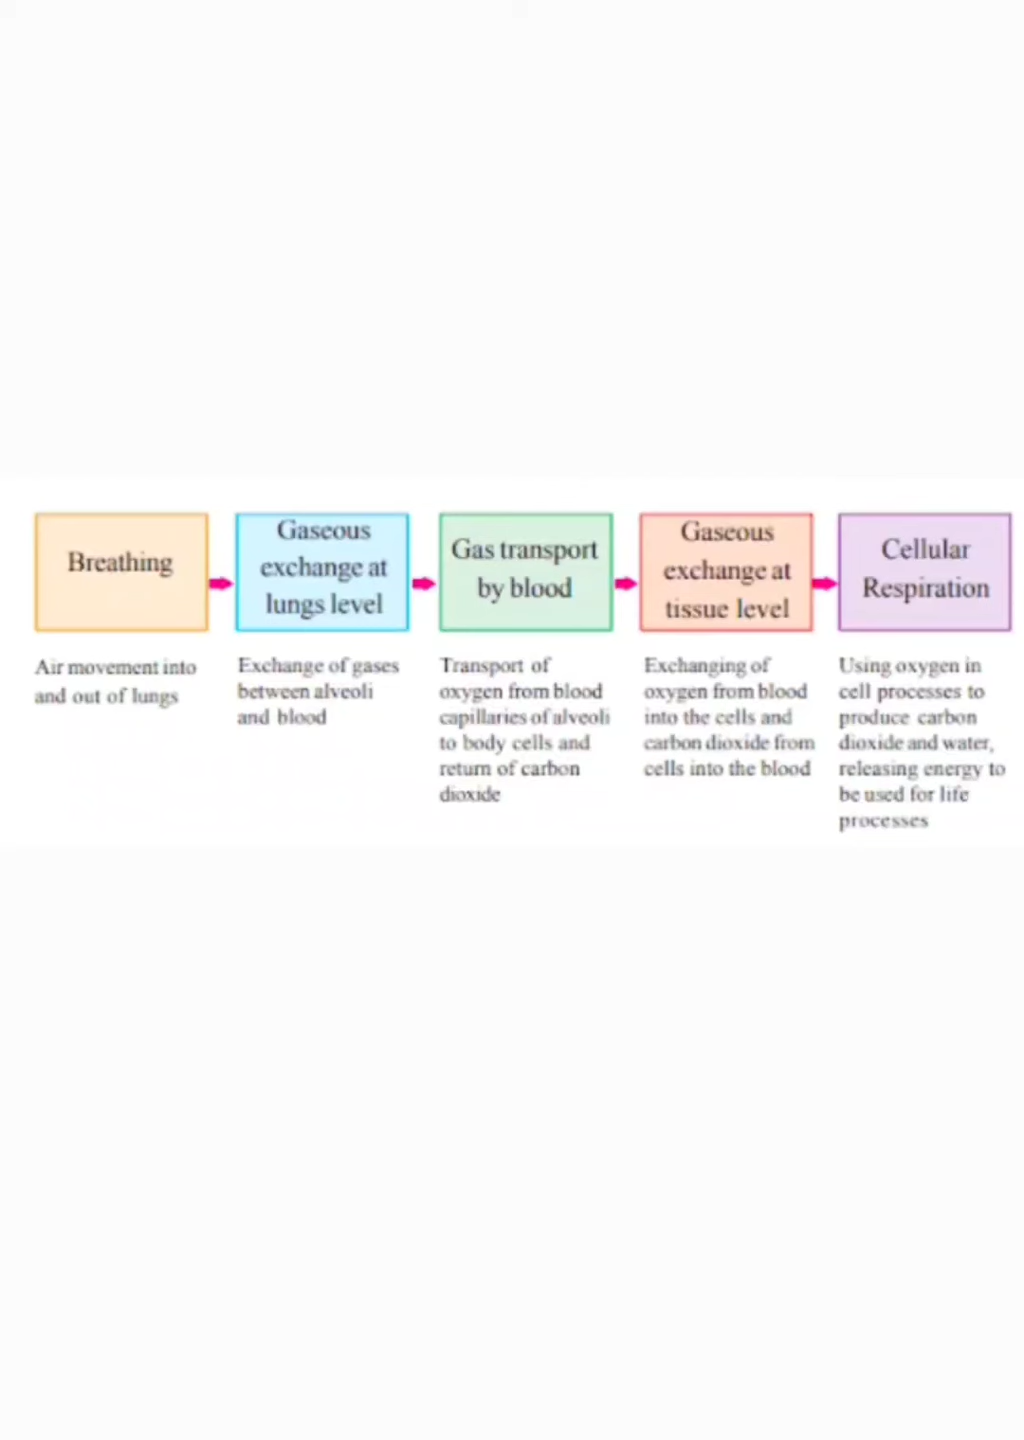 Breathing
Gaseous
exchange at
lungs level
Gas transport
by blood
Gaseous
exchange at
tissue level
Cellular
Respiration
Air movement into
and out of lungs
Exchange of gases
between alveoli
and blood
Transport of
oxygen from blood
capillaries of alveoli
to body cells and
return of carbon
dioxide
Exchanging of
oxygen from blood
into the cells and
carbon dioxide from
cells into the blood
Using oxygen in
cell processes to
produce carbon
dioxide and water,
releasing energy to
be used for life
processes